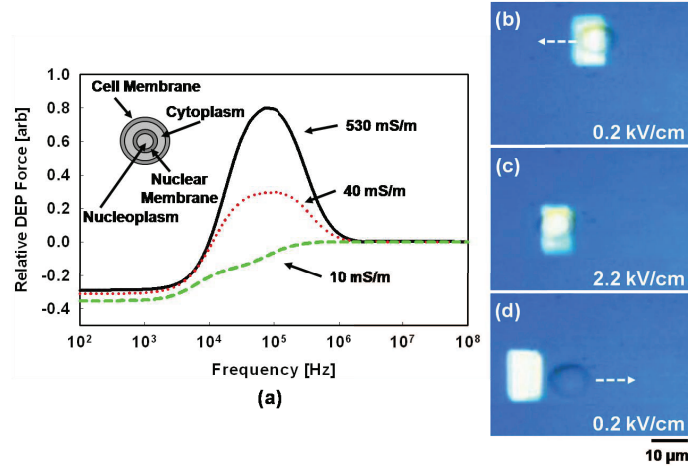 1.0
0.8
0.6
0.4
0.2
0.0
-0.2
-0.4
Relative DEP Force [arb]
Cell Membrane
Cytoplasm
Nuclear
Membrane
Nucleoplasm
530 mS/m
40 mS/m
10 mS/m
10² 10³ 10⁴ 10⁵ 10⁶ 10⁷ 10⁸
Frequency [Hz]
(a)
(b)
0.2 kV/cm
(c)
2.2 kV/cm
(d)
0.2 kV/cm
10 µm